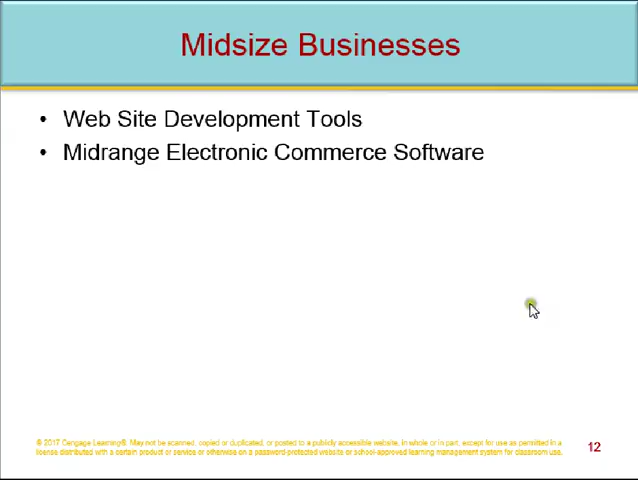 Midsize Businesses
• Web Site Development Tools
• Midrange Electronic Commerce Software
© 2017 Cengage Learning®. May not be scanned, copied or duplicated, or posted to a publicly accessible website, in whole or in part, except for use as permitted in a
license distributed with a certain product or service or otherwise on a password-protected website or school-approved learning management system for classroom use.
12